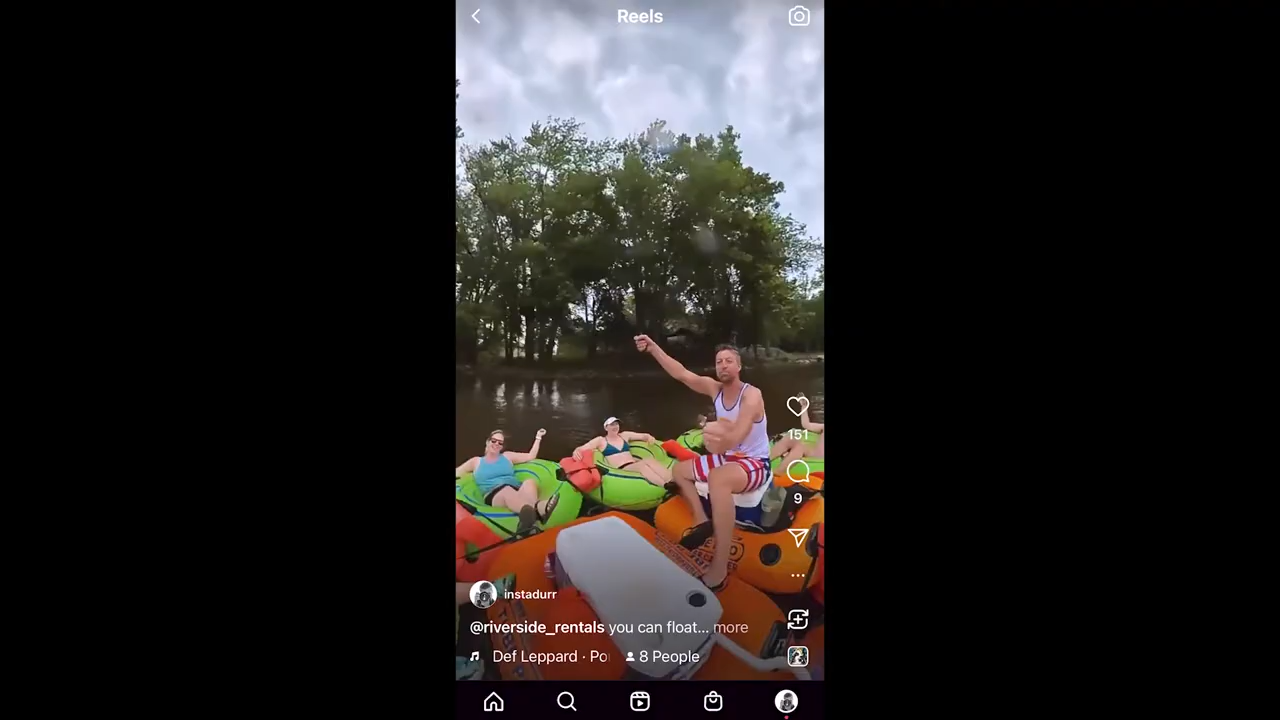 Reels
151
9
instadurr
@riverside_rentals you can float... more
Def Leppard · Po
8 People